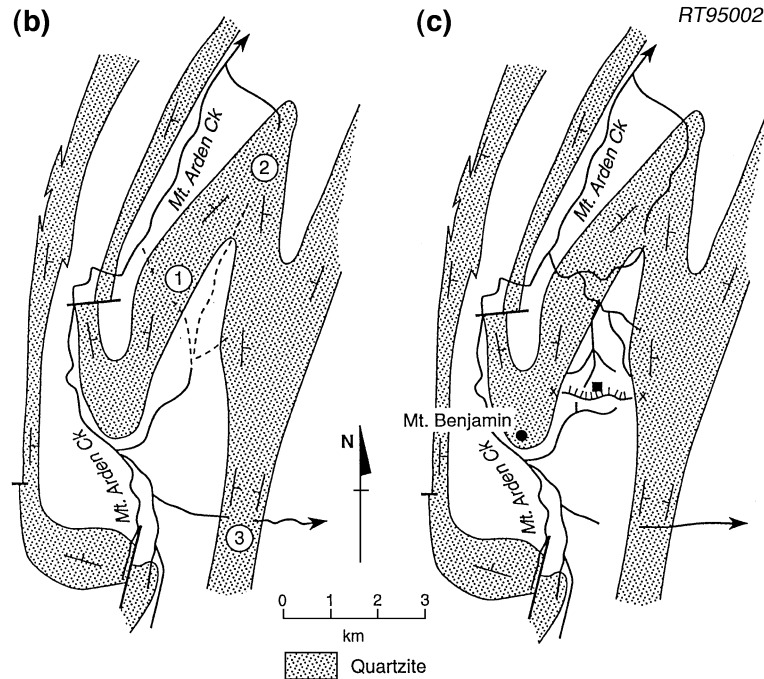 (b)
(c)
RT95002
Mt. Arden Ck
Mt. Arden Ck
2
1
Mt. Benjamin
N
Mt. Arden Ck
Mt. Arden Ck
3
0 1 2 3
km
Quartzite